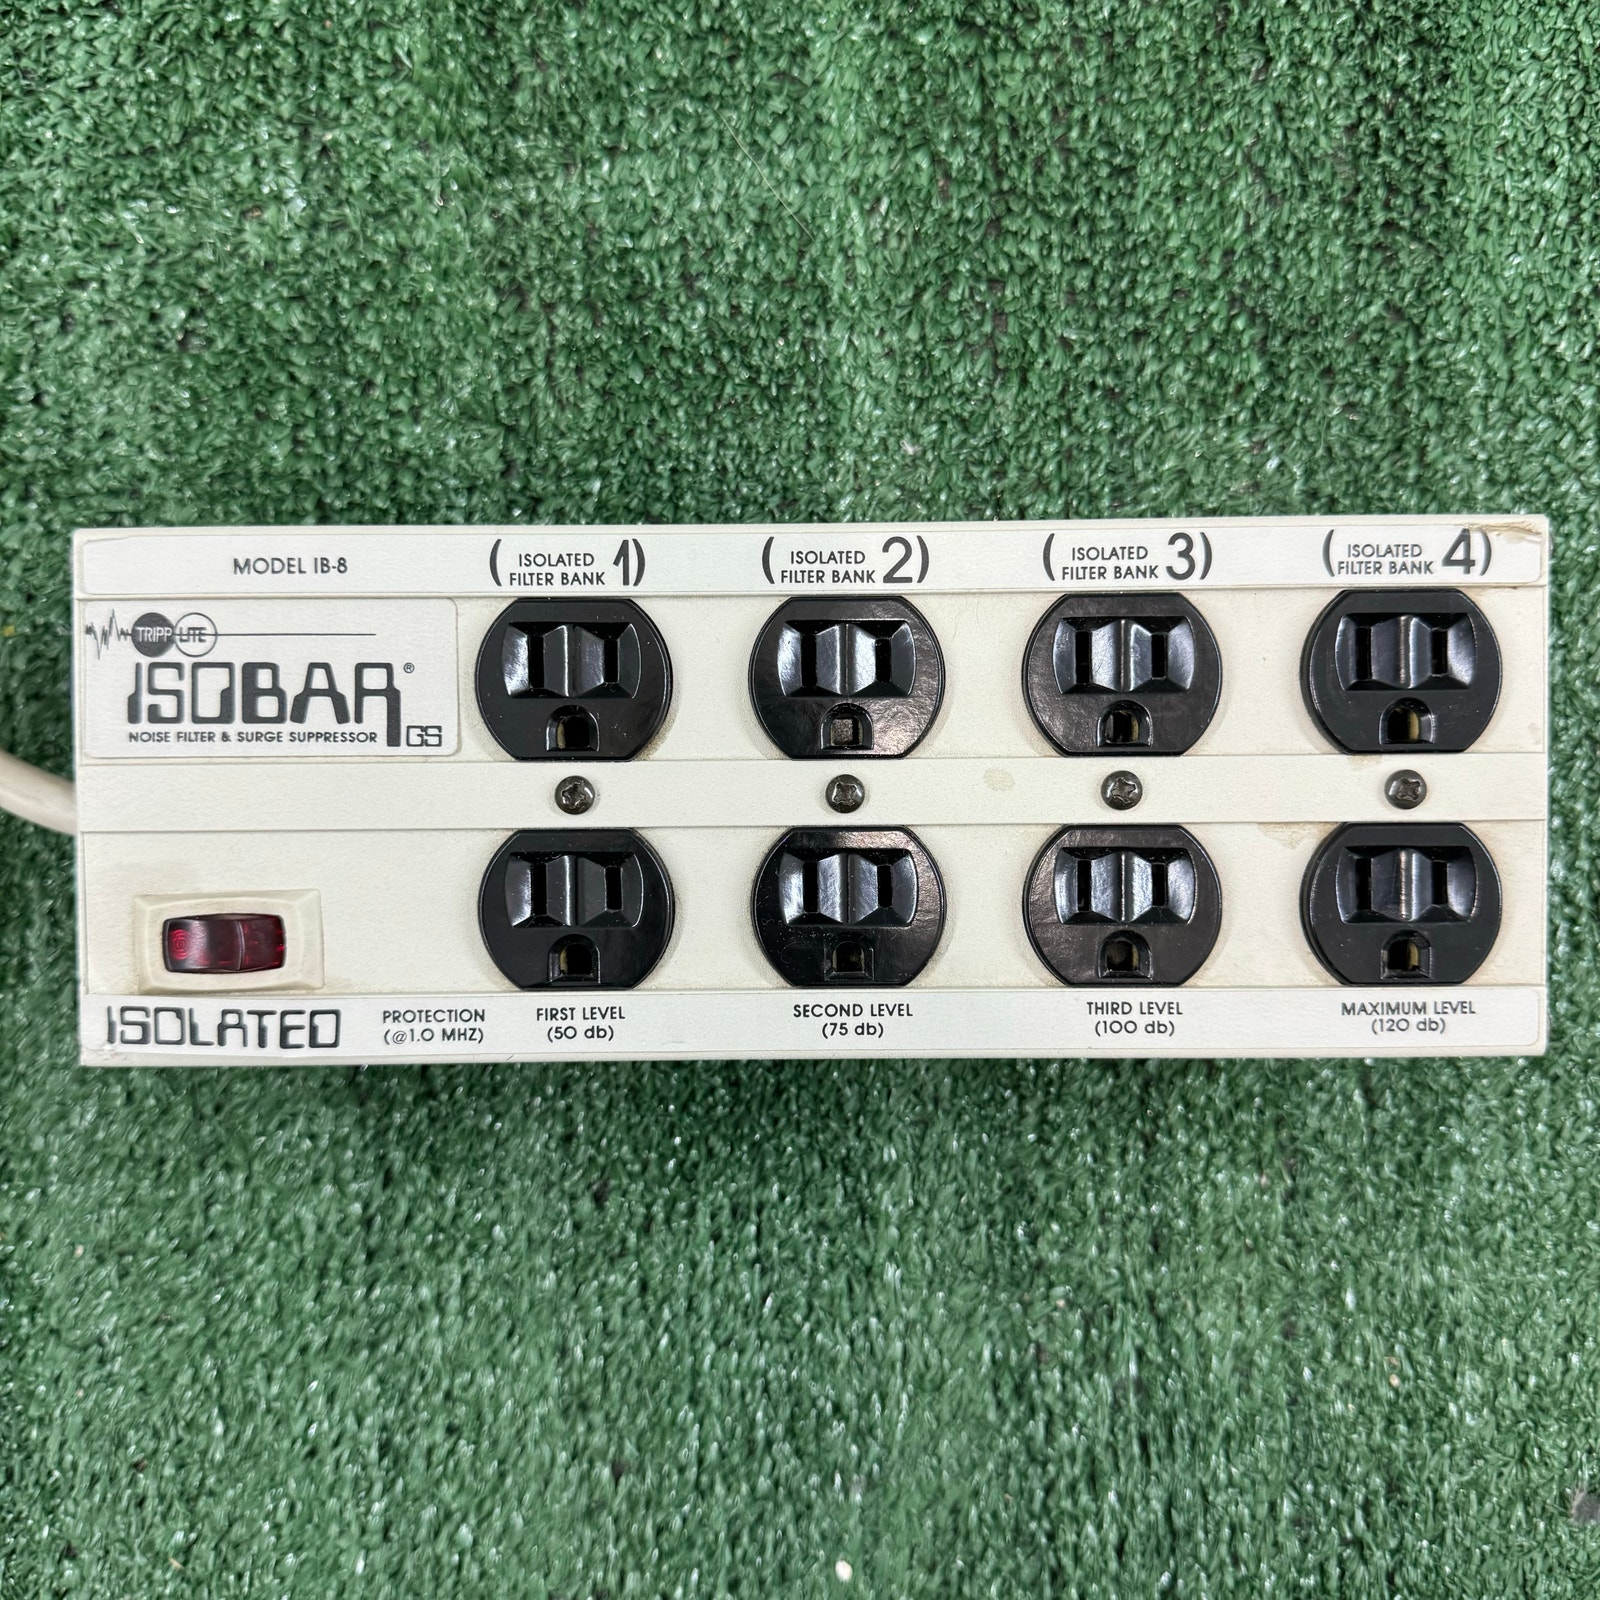 MODEL IB-8
( ISOLATED FILTER BANK 1 )
( ISOLATED FILTER BANK 2 )
( ISOLATED FILTER BANK 3 )
( ISOLATED FILTER BANK 4 )
TRIPP LITE
ISOBAR®
NOISE FILTER & SURGE SUPPRESSOR GS
ISOLATED
PROTECTION
(@1.0 MHZ)
FIRST LEVEL
(50 db)
SECOND LEVEL
(75 db)
THIRD LEVEL
(100 db)
MAXIMUM LEVEL
(120 db)